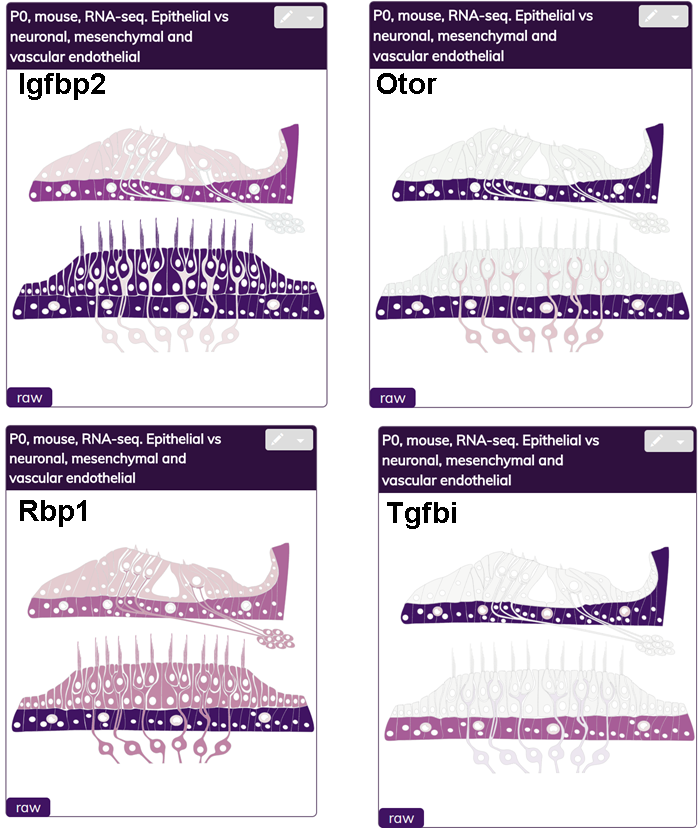 P0, mouse, RNA-seq. Epithelial vs
neuronal, mesenchymal and
vascular endothelial
Igfbp2
raw
P0, mouse, RNA-seq. Epithelial vs
neuronal, mesenchymal and
vascular endothelial
Otor
raw
P0, mouse, RNA-seq. Epithelial vs
neuronal, mesenchymal and
vascular endothelial
Rbp1
raw
P0, mouse, RNA-seq. Epithelial vs
neuronal, mesenchymal and
vascular endothelial
Tgfbi
raw